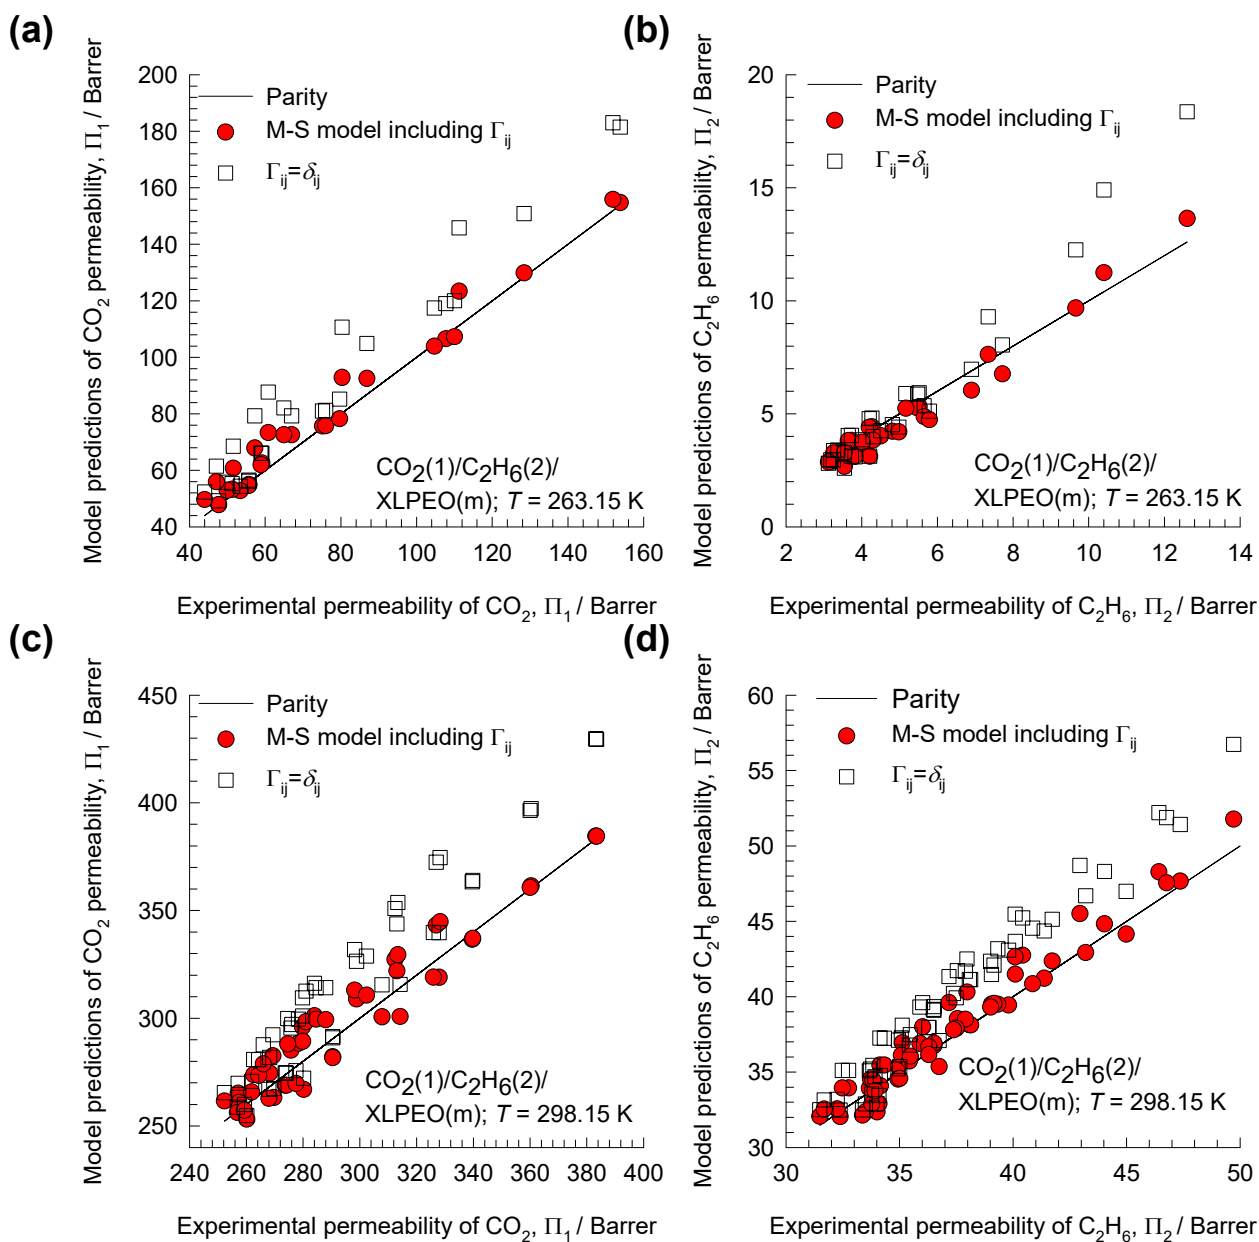 (a)
Model predictions of CO₂ permeability, Π₁ / Barrer
200
180
160
140
120
100
80
60
40
Parity
M-S model including Γᵢⱼ
Γᵢⱼ=δᵢⱼ
CO₂(1)/C₂H₆(2)/
XLPEO(m); T = 263.15 K
40 60 80 100 120 140 160
Experimental permeability of CO₂, Π₁ / Barrer
(b)
Model predictions of C₂H₆ permeability, Π₂ / Barrer
20
15
10
5
0
Parity
M-S model including Γᵢⱼ
Γᵢⱼ=δᵢⱼ
CO₂(1)/C₂H₆(2)/
XLPEO(m); T = 263.15 K
2 4 6 8 10 12 14
Experimental permeability of C₂H₆, Π₂ / Barrer
(c)
Model predictions of CO₂ permeability, Π₁ / Barrer
450
400
350
300
250
Parity
M-S model including Γᵢⱼ
Γᵢⱼ=δᵢⱼ
CO₂(1)/C₂H₆(2)/
XLPEO(m); T = 298.15 K
240 260 280 300 320 340 360 380 400
Experimental permeability of CO₂, Π₁ / Barrer
(d)
Model predictions of C₂H₆ permeability, Π₂ / Barrer
60
55
50
45
40
35
30
Parity
M-S model including Γᵢⱼ
Γᵢⱼ=δᵢⱼ
CO₂(1)/C₂H₆(2)/
XLPEO(m); T = 298.15 K
30 35 40 45 50
Experimental permeability of C₂H₆, Π₂ / Barrer